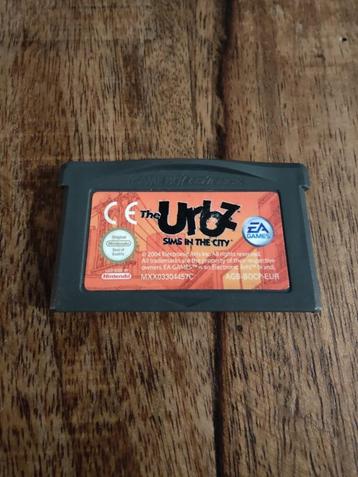 GAME BOY ADVANCE
CE The Urbz
SIMS IN THE CITY
EA GAMES
Original
Nintendo
Seal of
Quality
© 2004 Electronic Arts Inc. All rights reserved.
All trademarks are the property of their respective
owners. EA GAMES™ is an Electronic Arts™ brand.
Nintendo
MXX03304457C AGB-BOCP-EUR